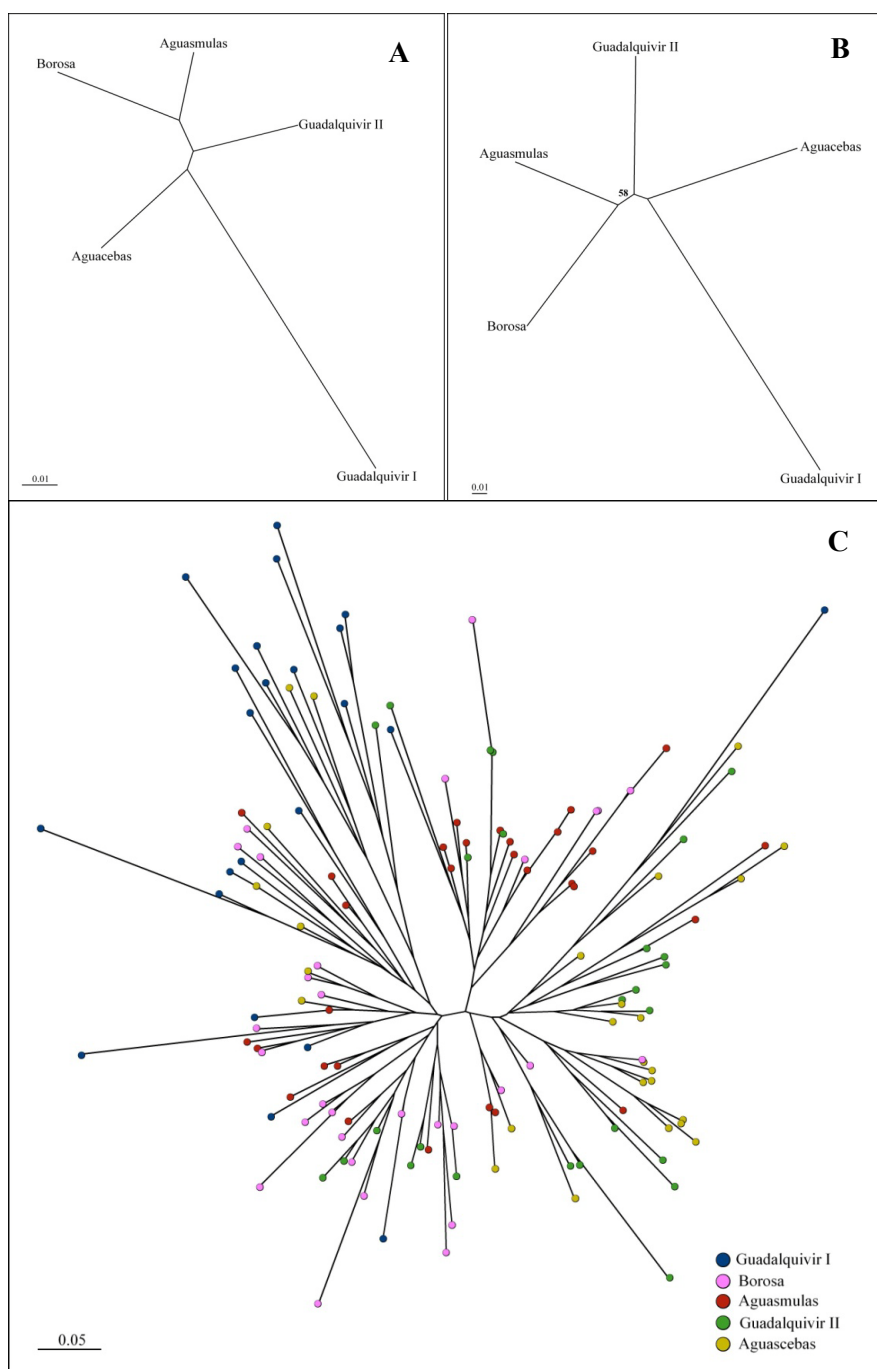 A
Aguasmulas
Borosa
Guadalquivir II
Aguacebas
Guadalquivir I
0.01
B
Guadalquivir II
Aguacebas
Aguasmulas
58
Borosa
Guadalquivir I
0.01
C
Guadalquivir I
Borosa
Aguasmulas
Guadalquivir II
Aguascebas
0.05